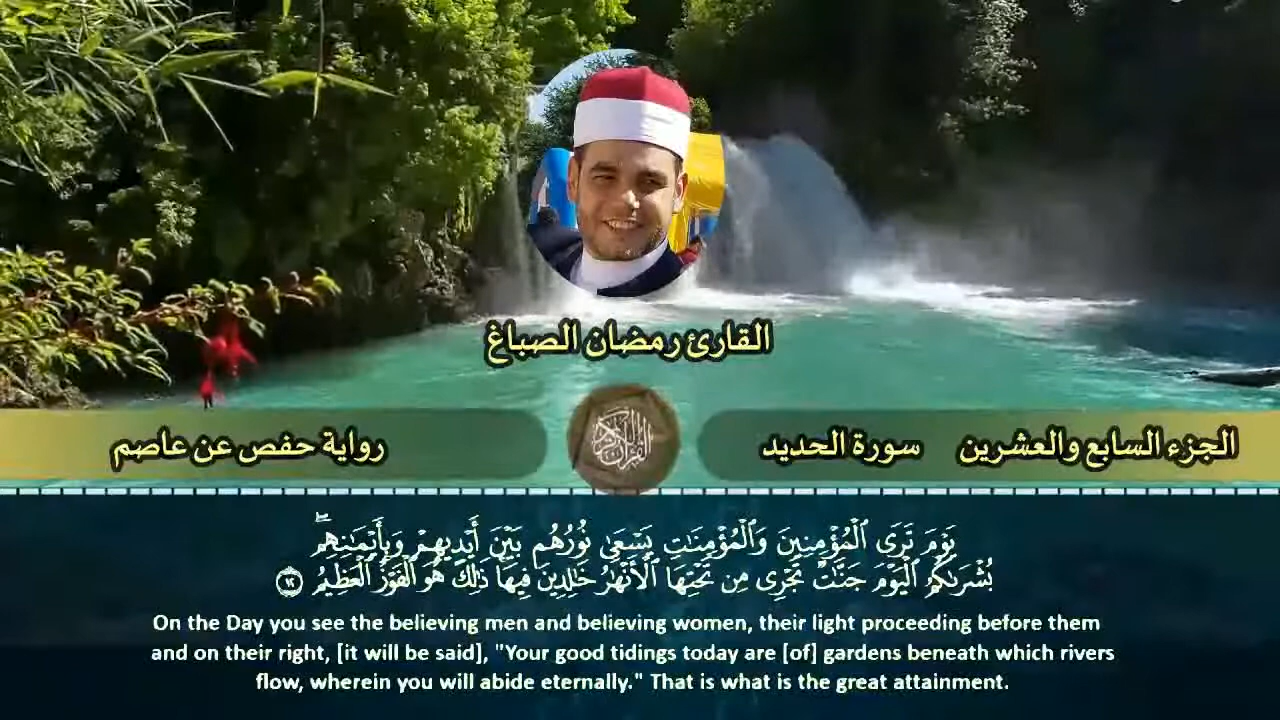 القارئ رمضان الصباغ
الجزء السابع والعشرين
سورة الحديد
القرآن الكريم
رواية حفص عن عاصم
يَوْمَ تَرَى ٱلْمُؤْمِنِينَ وَٱلْمُؤْمِنَٰتِ يَسْعَىٰ نُورُهُم بَيْنَ أَيْدِيهِمْ وَبِأَيْمَٰنِهِمۖ
بُشْرَىٰكُمُ ٱلْيَوْمَ جَنَّٰتٌ تَجْرِى مِن تَحْتِهَا ٱلْأَنْهَٰرُ خَٰلِدِينَ فِيهَا ذَٰلِكَ هُوَ ٱلْفَوْزُ ٱلْعَظِيمُ ١٢
On the Day you see the believing men and believing women, their light proceeding before them
and on their right, [it will be said], "Your good tidings today are [of] gardens beneath which rivers
flow, wherein you will abide eternally." That is what is the great attainment.